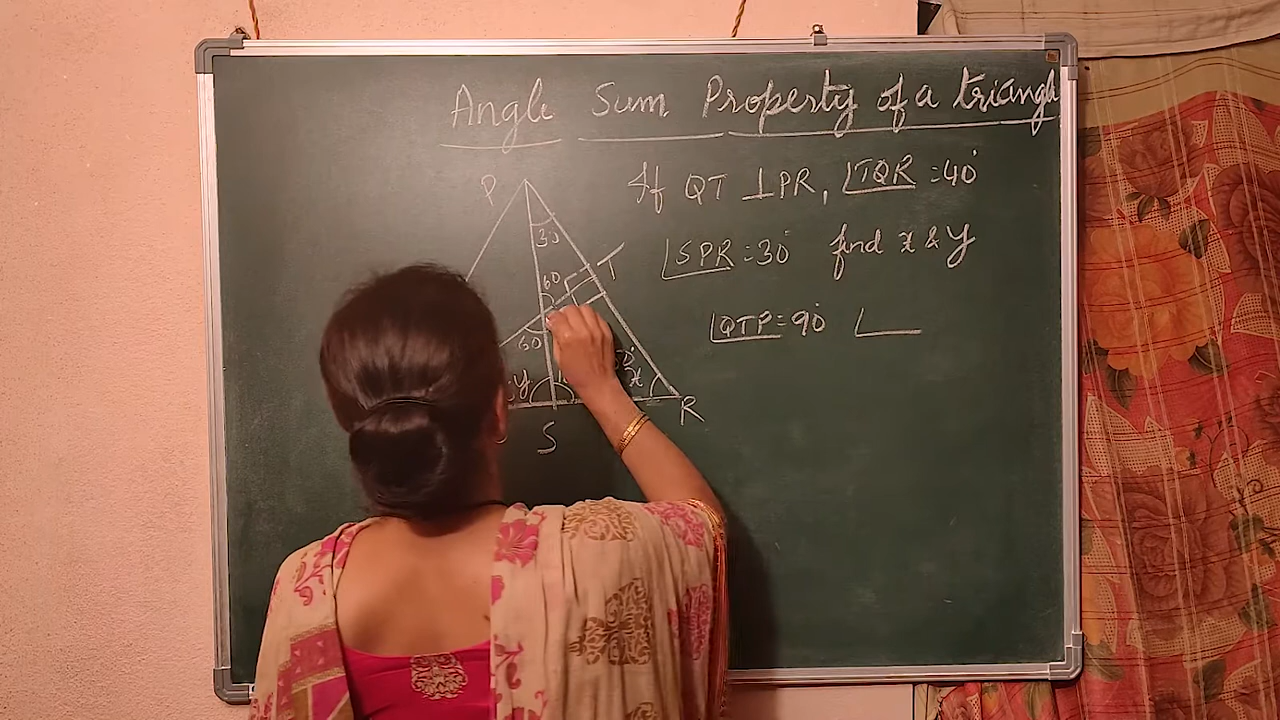 Angle Sum Property of a triangle
If QT ⊥ PR, ∠TQR = 40°
P
∠SPR = 30° find x & y
30
T
60
∠QTP = 90° ∠
60
y
x
R
S